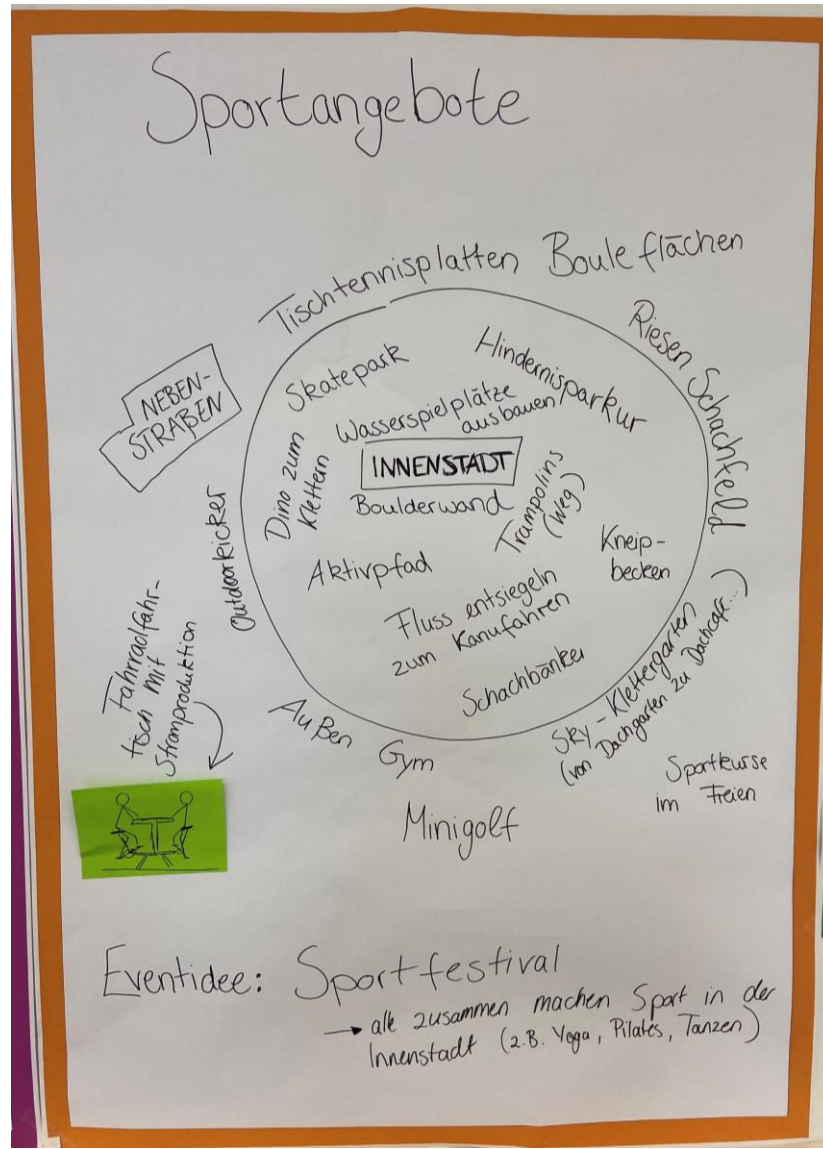 Sportangebote
Tischtennisplatten Boule flächen
Riesen Schachfeld
NEBEN-
STRAßEN
Skatepark
Hindernisparkur
Wasserspielplätze
ausbauen
Dino zum
Klettern
INNENSTADT
Boulderwand
Trampolins
(Weg)
Outdoorkicker
Aktivpfad
Kneip-
becken
Fluss entsiegeln
zum Kanufahren
Schachbänke
Fahrradfahr-
tisch mit
Stromproduktion
Außen Gym
Sky-Klettergarten
(von Dachgarten zu Dachcafe...)
Sportkurse
im Freien
Minigolf
Eventidee: Sportfestival
→ alle zusammen machen Sport in der
Innenstadt (z.B. Yoga, Pilates, Tanzen)